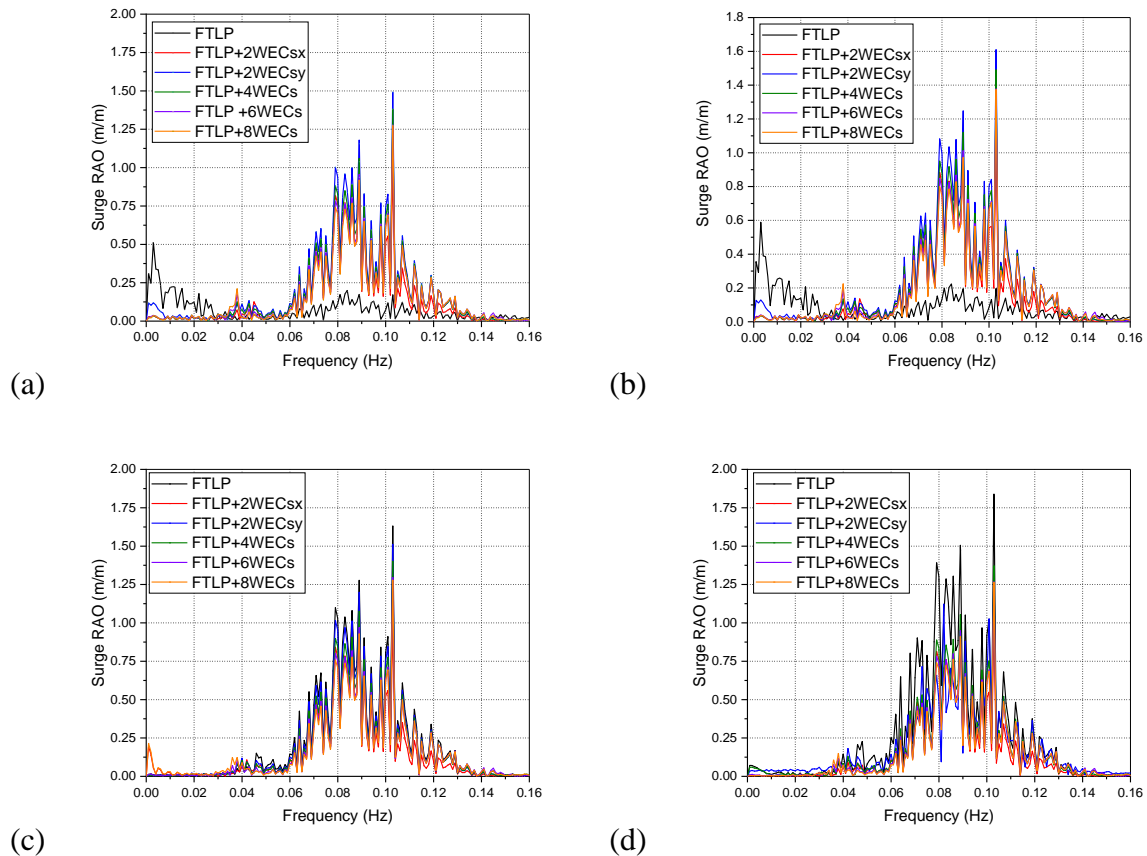 2.00
1.75
1.50
1.25
1.00
0.75
0.50
0.25
0.00
Surge RAO (m/m)
FTLP
FTLP+2WECsx
FTLP+2WECsy
FTLP+4WECs
FTLP +6WECs
FTLP+8WECs
0.00 0.02 0.04 0.06 0.08 0.10 0.12 0.14 0.16
Frequency (Hz)
(a)
1.8
1.6
1.4
1.2
1.0
0.8
0.6
0.4
0.2
0.0
Surge RAO (m/m)
FTLP
FTLP+2WECsx
FTLP+2WECsy
FTLP+4WECs
FTLP+6WECs
FTLP+8WECs
0.00 0.02 0.04 0.06 0.08 0.10 0.12 0.14 0.16
Frequency (Hz)
(b)
2.00
1.75
1.50
1.25
1.00
0.75
0.50
0.25
0.00
Surge RAO (m/m)
FTLP
FTLP+2WECsx
FTLP+2WECsy
FTLP+4WECs
FTLP+6WECs
FTLP+8WECs
0.00 0.02 0.04 0.06 0.08 0.10 0.12 0.14 0.16
Frequency (Hz)
(c)
2.00
1.75
1.50
1.25
1.00
0.75
0.50
0.25
0.00
Surge RAO (m/m)
FTLP
FTLP+2WECsx
FTLP+2WECsy
FTLP+4WECs
FTLP+6WECs
FTLP+8WECs
0.00 0.02 0.04 0.06 0.08 0.10 0.12 0.14 0.16
Frequency (Hz)
(d)